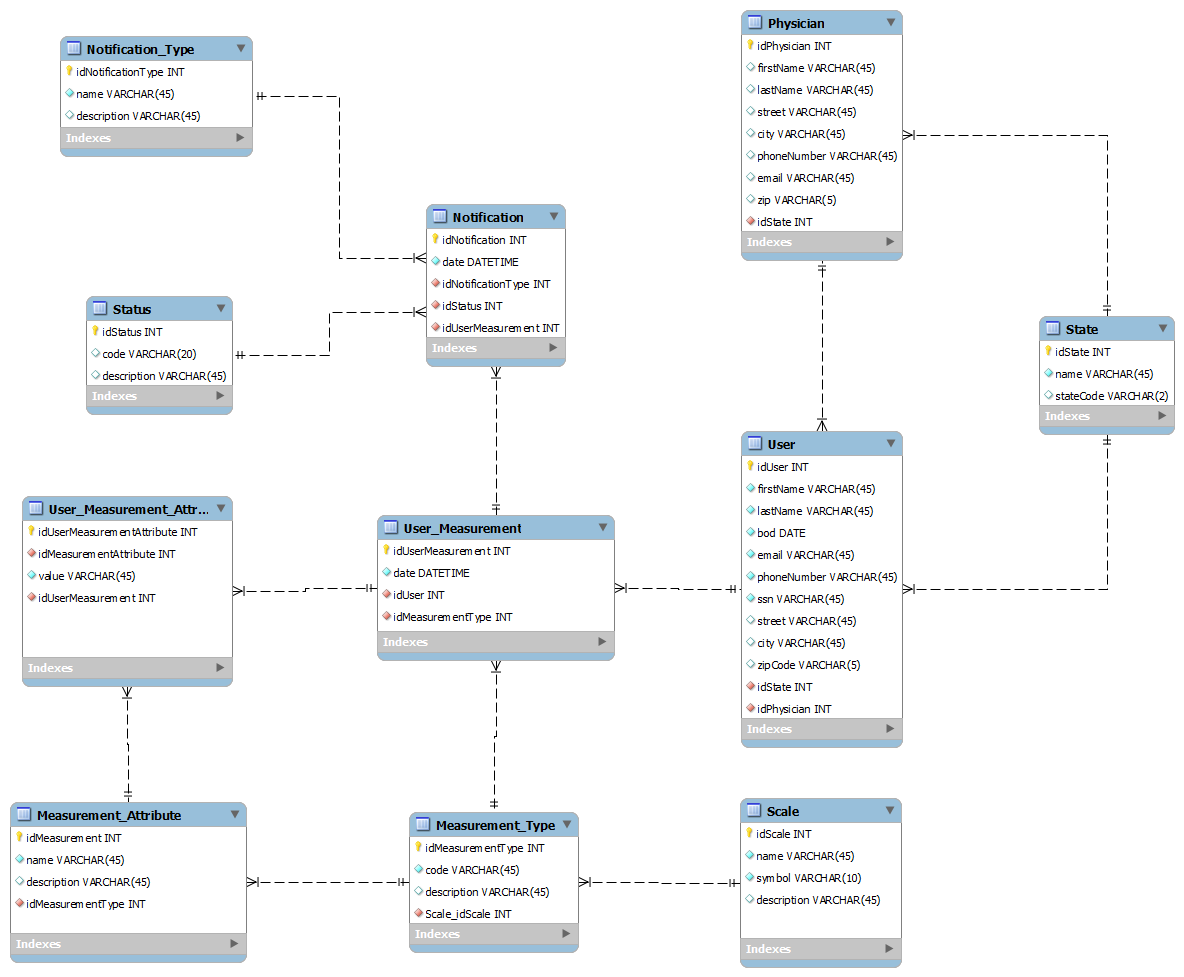 Notification_Type
idNotificationType INT
name VARCHAR(45)
description VARCHAR(45)
Indexes
Physician
idPhysician INT
firstName VARCHAR(45)
lastName VARCHAR(45)
street VARCHAR(45)
city VARCHAR(45)
phoneNumber VARCHAR(45)
email VARCHAR(45)
zip VARCHAR(5)
idState INT
Indexes
Notification
idNotification INT
date DATETIME
idNotificationType INT
idStatus INT
idUserMeasurement INT
Indexes
Status
idStatus INT
code VARCHAR(20)
description VARCHAR(45)
Indexes
State
idState INT
name VARCHAR(45)
stateCode VARCHAR(2)
Indexes
User
idUser INT
firstName VARCHAR(45)
lastName VARCHAR(45)
bod DATE
email VARCHAR(45)
phoneNumber VARCHAR(45)
ssn VARCHAR(45)
street VARCHAR(45)
city VARCHAR(45)
zipCode VARCHAR(5)
idState INT
idPhysician INT
Indexes
User_Measurement_Attr...
idUserMeasurementAttribute INT
idMeasurementAttribute INT
value VARCHAR(45)
idUserMeasurement INT
Indexes
User_Measurement
idUserMeasurement INT
date DATETIME
idUser INT
idMeasurementType INT
Indexes
Measurement_Attribute
idMeasurement INT
name VARCHAR(45)
description VARCHAR(45)
idMeasurementType INT
Indexes
Measurement_Type
idMeasurementType INT
code VARCHAR(45)
description VARCHAR(45)
Scale_idScale INT
Indexes
Scale
idScale INT
name VARCHAR(45)
symbol VARCHAR(10)
description VARCHAR(45)
Indexes